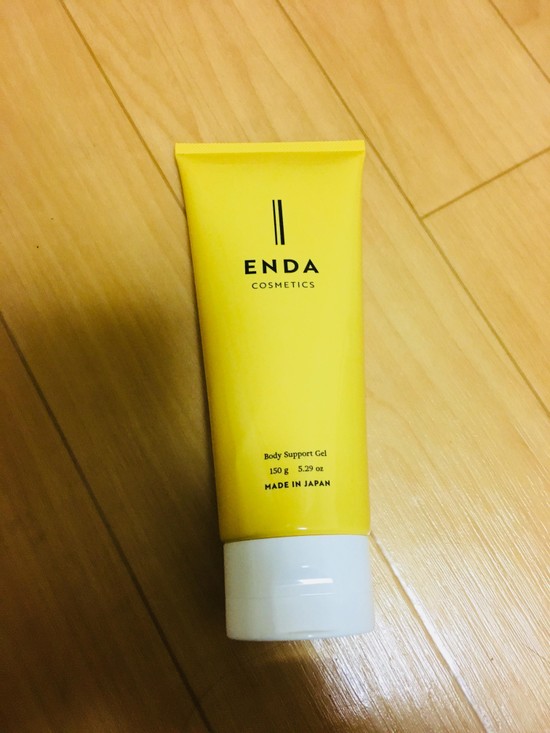 ENDA
COSMETICS
Body Support Gel
150 g 5.29 oz
MADE IN JAPAN